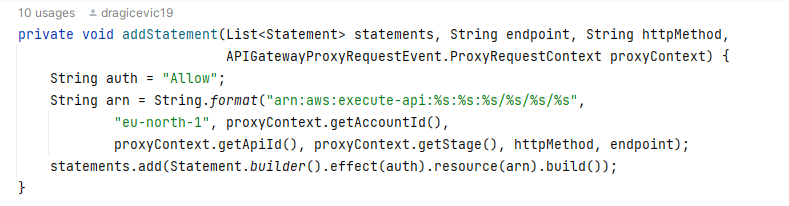 10 usages dragicevic19
private void addStatement(List<Statement> statements, String endpoint, String httpMethod,
                          APIGatewayProxyRequestEvent.ProxyRequestContext proxyContext) {
    String auth = "Allow";
    String arn = String.format("arn:aws:execute-api:%s:%s:%s/%s/%s/%s",
            "eu-north-1", proxyContext.getAccountId(),
            proxyContext.getApiId(), proxyContext.getStage(), httpMethod, endpoint);
    statements.add(Statement.builder().effect(auth).resource(arn).build());
}